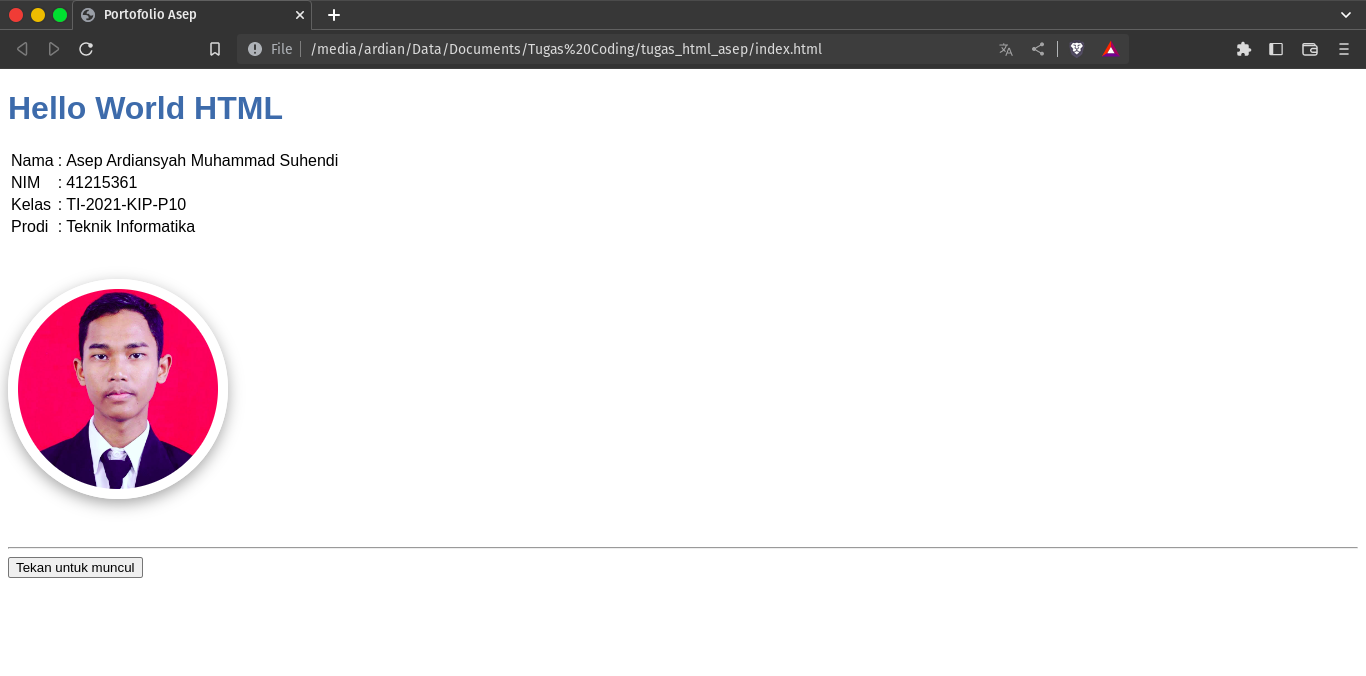 Portofolio Asep
File /media/ardian/Data/Documents/Tugas%20Coding/tugas_html_asep/index.html
Hello World HTML
Nama : Asep Ardiansyah Muhammad Suhendi
NIM : 41215361
Kelas : TI-2021-KIP-P10
Prodi : Teknik Informatika
Tekan untuk muncul